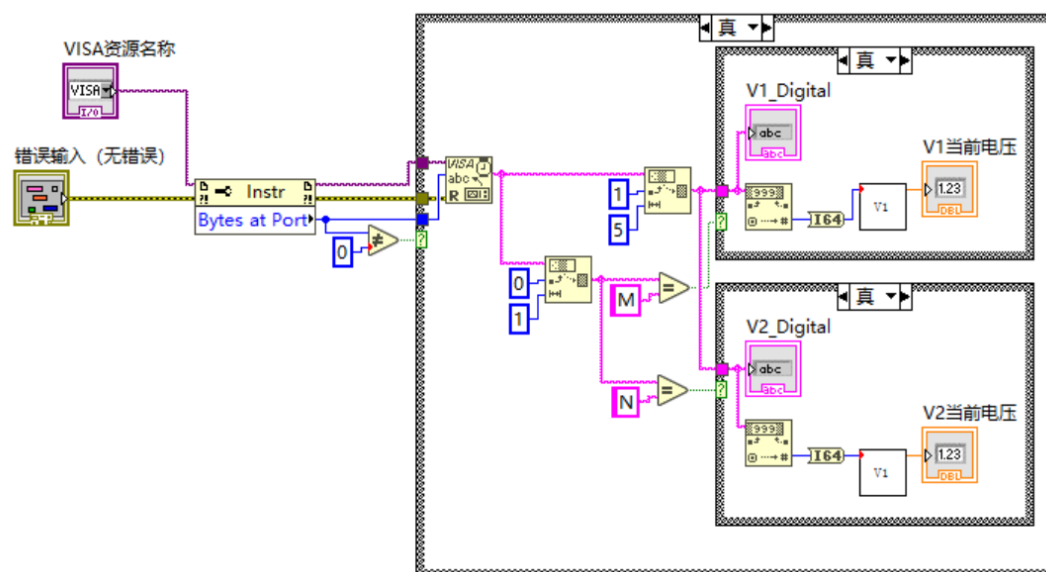 真
VISA资源名称
VISA
I/O
真
V1_Digital
abc
abc
V1当前电压
1.23
DBL
错误输入（无错误）
Instr
Bytes at Port
0
VISA
abc
R
1
5
999
I64
V1
0
1
M
真
V2_Digital
abc
abc
N
V2当前电压
1.23
DBL
999
I64
V1